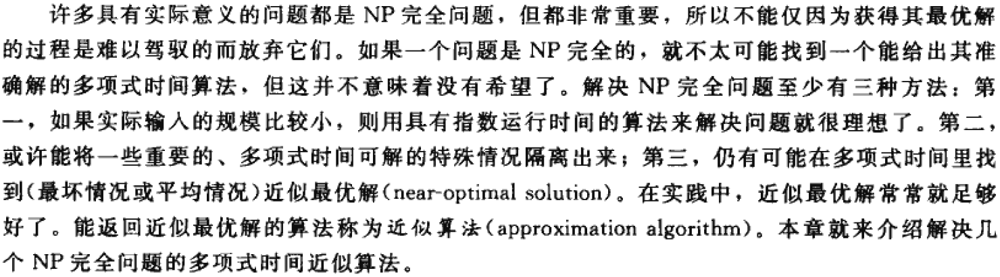 许多具有实际意义的问题都是 NP 完全问题，但都非常重要，所以不能仅因为获得其最优解
的过程是难以驾驭的而放弃它们。如果一个问题是 NP 完全的，就不太可能找到一个能给出其准
确解的多项式时间算法，但这并不意味着没有希望了。解决 NP 完全问题至少有三种方法：第
一，如果实际输入的规模比较小，则用具有指数运行时间的算法来解决问题就很理想了。第二，
或许能将一些重要的、多项式时间可解的特殊情况隔离出来；第三，仍有可能在多项式时间里找
到(最坏情况或平均情况)近似最优解(near-optimal solution)。在实践中，近似最优解常常就足够
好了。能返回近似最优解的算法称为近似算法(approximation algorithm)。本章就来介绍解决几
个 NP 完全问题的多项式时间近似算法。